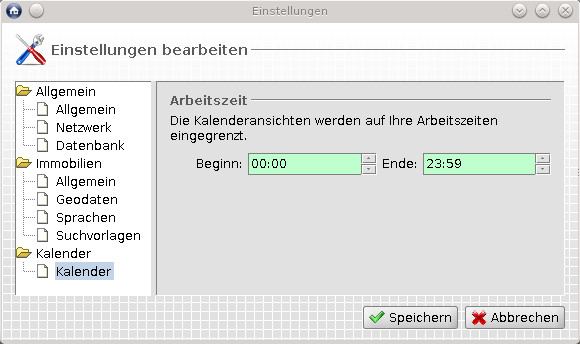 Einstellungen
Einstellungen bearbeiten
Allgemein
Allgemein
Netzwerk
Datenbank
Immobilien
Allgemein
Geodaten
Sprachen
Suchvorlagen
Kalender
Kalender
Arbeitszeit
Die Kalenderansichten werden auf Ihre Arbeitszeiten
eingegrenzt.
Beginn: 00:00 Ende: 23:59
Speichern Abbrechen